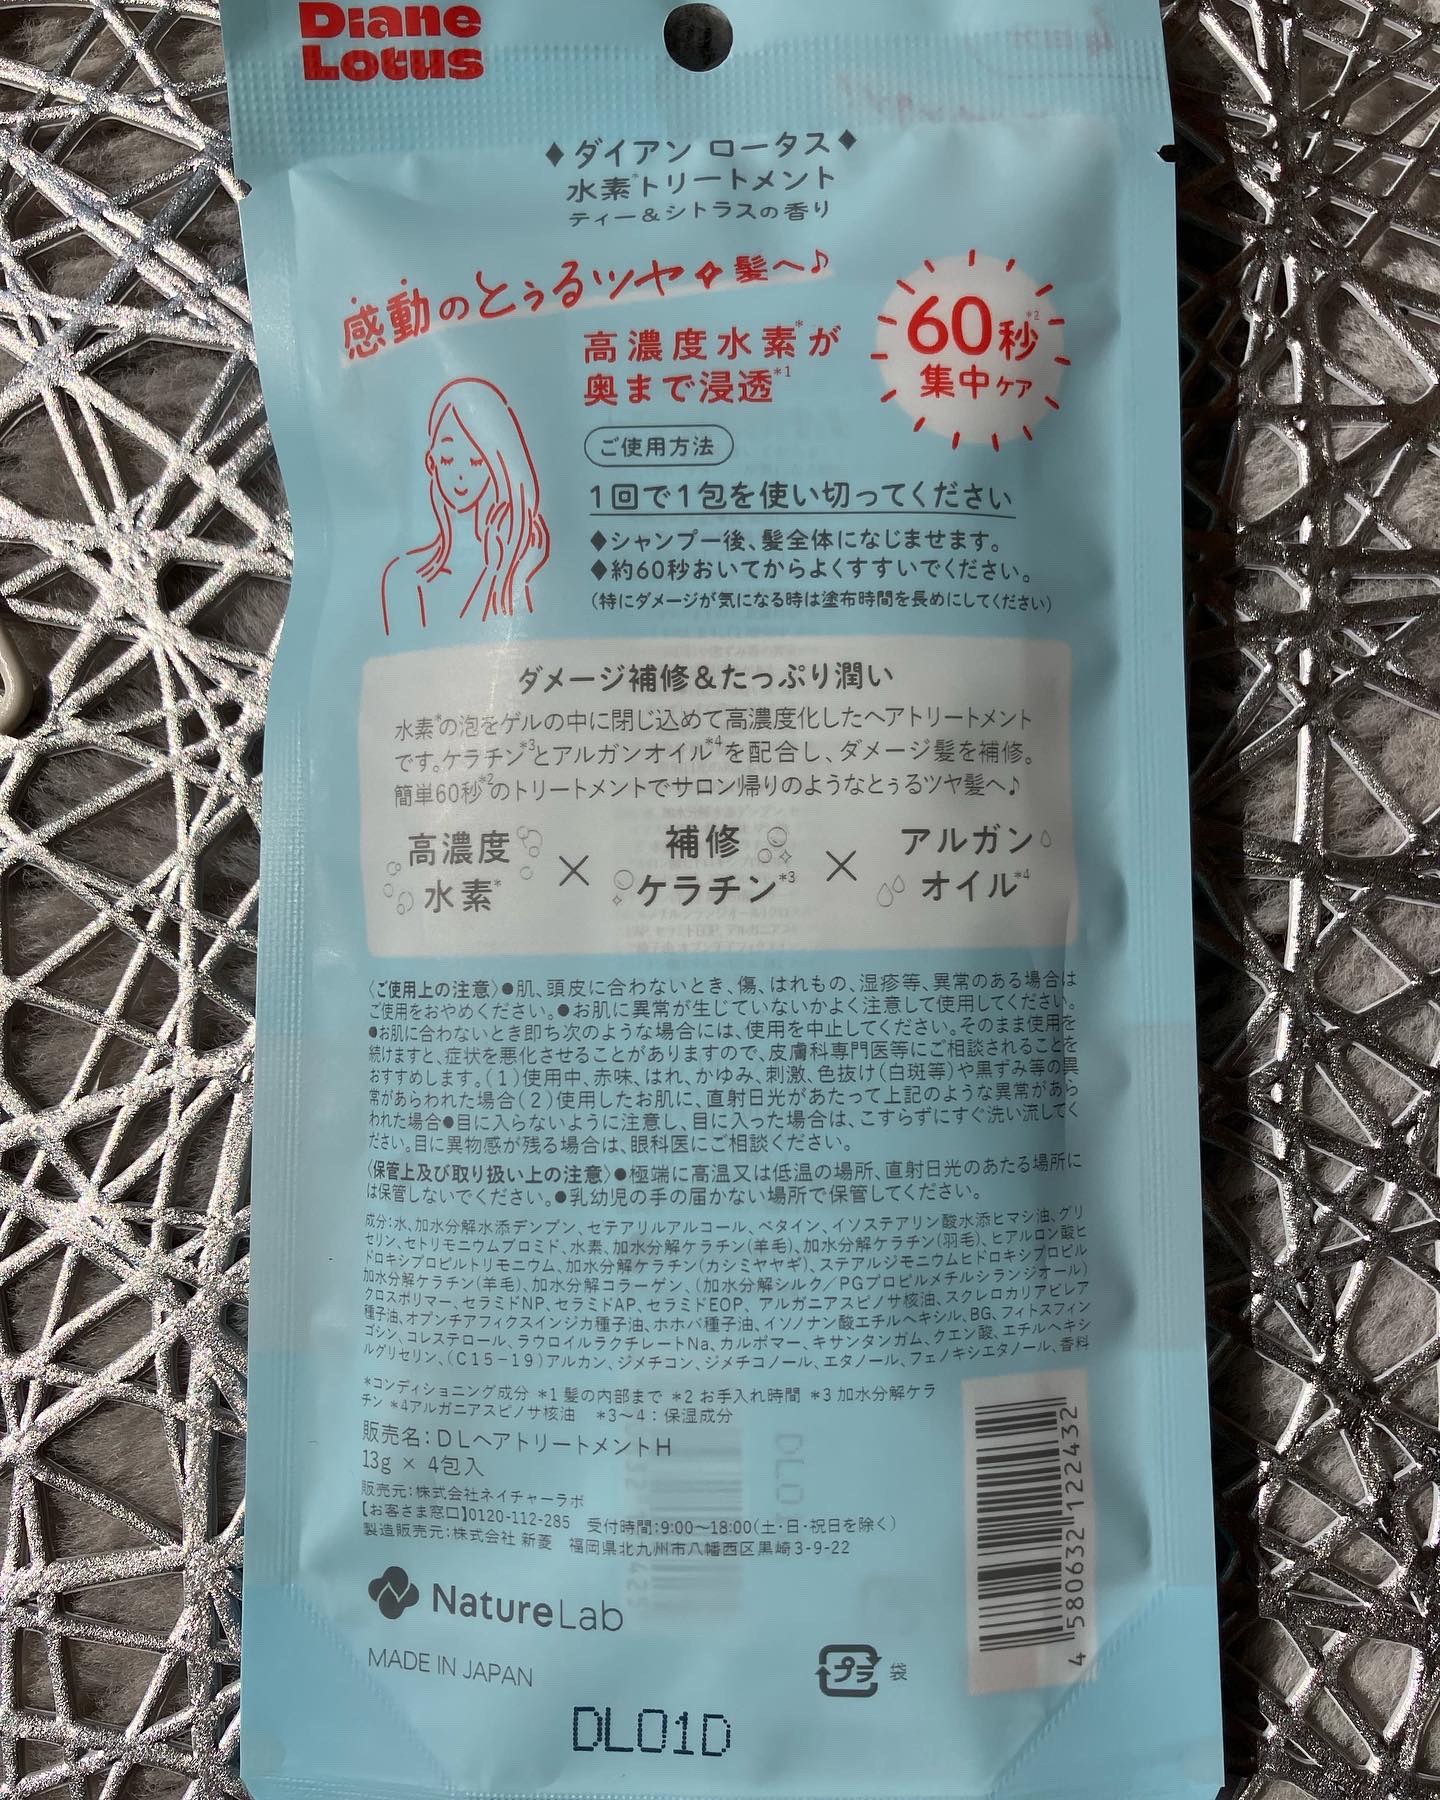 Diane
Lotus
◆ダイアン ロータス◆
水素*トリートメント
ティー&シトラスの香り
感動のとぅるツヤ髪へ♪
高濃度水素*が
奥まで浸透*1
60秒*2
集中ケア
ご使用方法
1回で1包を使い切ってください
◆シャンプー後、髪全体になじませます。
◆約60秒おいてからよくすすいでください。
(特にダメージが気になる時は塗布時間を長めにしてください)
ダメージ補修&たっぷり潤い
水素*の泡をゲルの中に閉じ込めて高濃度化したヘアトリートメント
です。ケラチン*3とアルガンオイル*4を配合し、ダメージ髪を補修。
簡単60秒*2のトリートメントでサロン帰りのようなとぅるツヤ髪へ♪
高濃度 補修 アルガン
水素* × ケラチン*3 × オイル*4
〈ご使用上の注意〉●肌、頭皮に合わないとき、傷、はれもの、湿疹等、異常のある場合は
ご使用をおやめください。●お肌に異常が生じていないかよく注意して使用してください。
●お肌に合わないとき即ち次のような場合には、使用を中止してください。そのまま使用を
続けますと、症状を悪化させることがありますので、皮膚科専門医等にご相談されることを
おすすめします。(1)使用中、赤味、はれ、かゆみ、刺激、色抜け(白斑等)や黒ずみ等の異
常があらわれた場合(2)使用したお肌に、直射日光があたって上記のような異常があら
われた場合●目に入らないように注意し、目に入った場合は、こすらずにすぐ洗い流してく
ださい。目に異物感が残る場合は、眼科医にご相談ください。
〈保管上及び取り扱い上の注意〉●極端に高温又は低温の場所、直射日光のあたる場所に
は保管しないでください。●乳幼児の手の届かない場所で保管してください。
成分:水、加水分解水添デンプン、セテアリルアルコール、ベタイン、イソステアリン酸水添ヒマシ油、グリ
セリン、セトリモニウムブロミド、水素、加水分解ケラチン(羊毛)、加水分解ケラチン(羽毛)、ヒアルロン酸ヒ
ドロキシプロピルトリモニウム、加水分解ケラチン(カシミヤヤギ)、ステアルジモニウムヒドロキシプロピル
加水分解ケラチン(羊毛)、加水分解コラーゲン、(加水分解シルク/PGプロピルメチルシランジオール)
クロスポリマー、セラミドNP、セラミドAP、セラミドEOP、アルガニアスピノサ核油、スクレロカリアビレア
種子油、オプンチアフィクスインジカ種子油、ホホバ種子油、イソノナン酸エチルヘキシル、BG、フィトスフィン
ゴシン、コレステロール、ラウロイルラクチレートNa、カルボマー、キサンタンガム、クエン酸、エチルヘキシ
ルグリセリン、(C15-19)アルカン、ジメチコン、ジメチコノール、エタノール、フェノキシエタノール、香料
*コンディショニング成分 *1 髪の内部まで *2 お手入れ時間 *3 加水分解ケラ
チン *4アルガニアスピノサ核油 *3〜4:保湿成分
販売名:DLヘアトリートメントH
13g × 4包入
販売元:株式会社ネイチャーラボ
【お客さま窓口】0120-112-285 受付時間:9:00〜18:00(土・日・祝日を除く)
製造販売元:株式会社 新菱 福岡県北九州市八幡西区黒崎3-9-22
NatureLab
MADE IN JAPAN
プラ 袋
4 580632 122432
DL01D